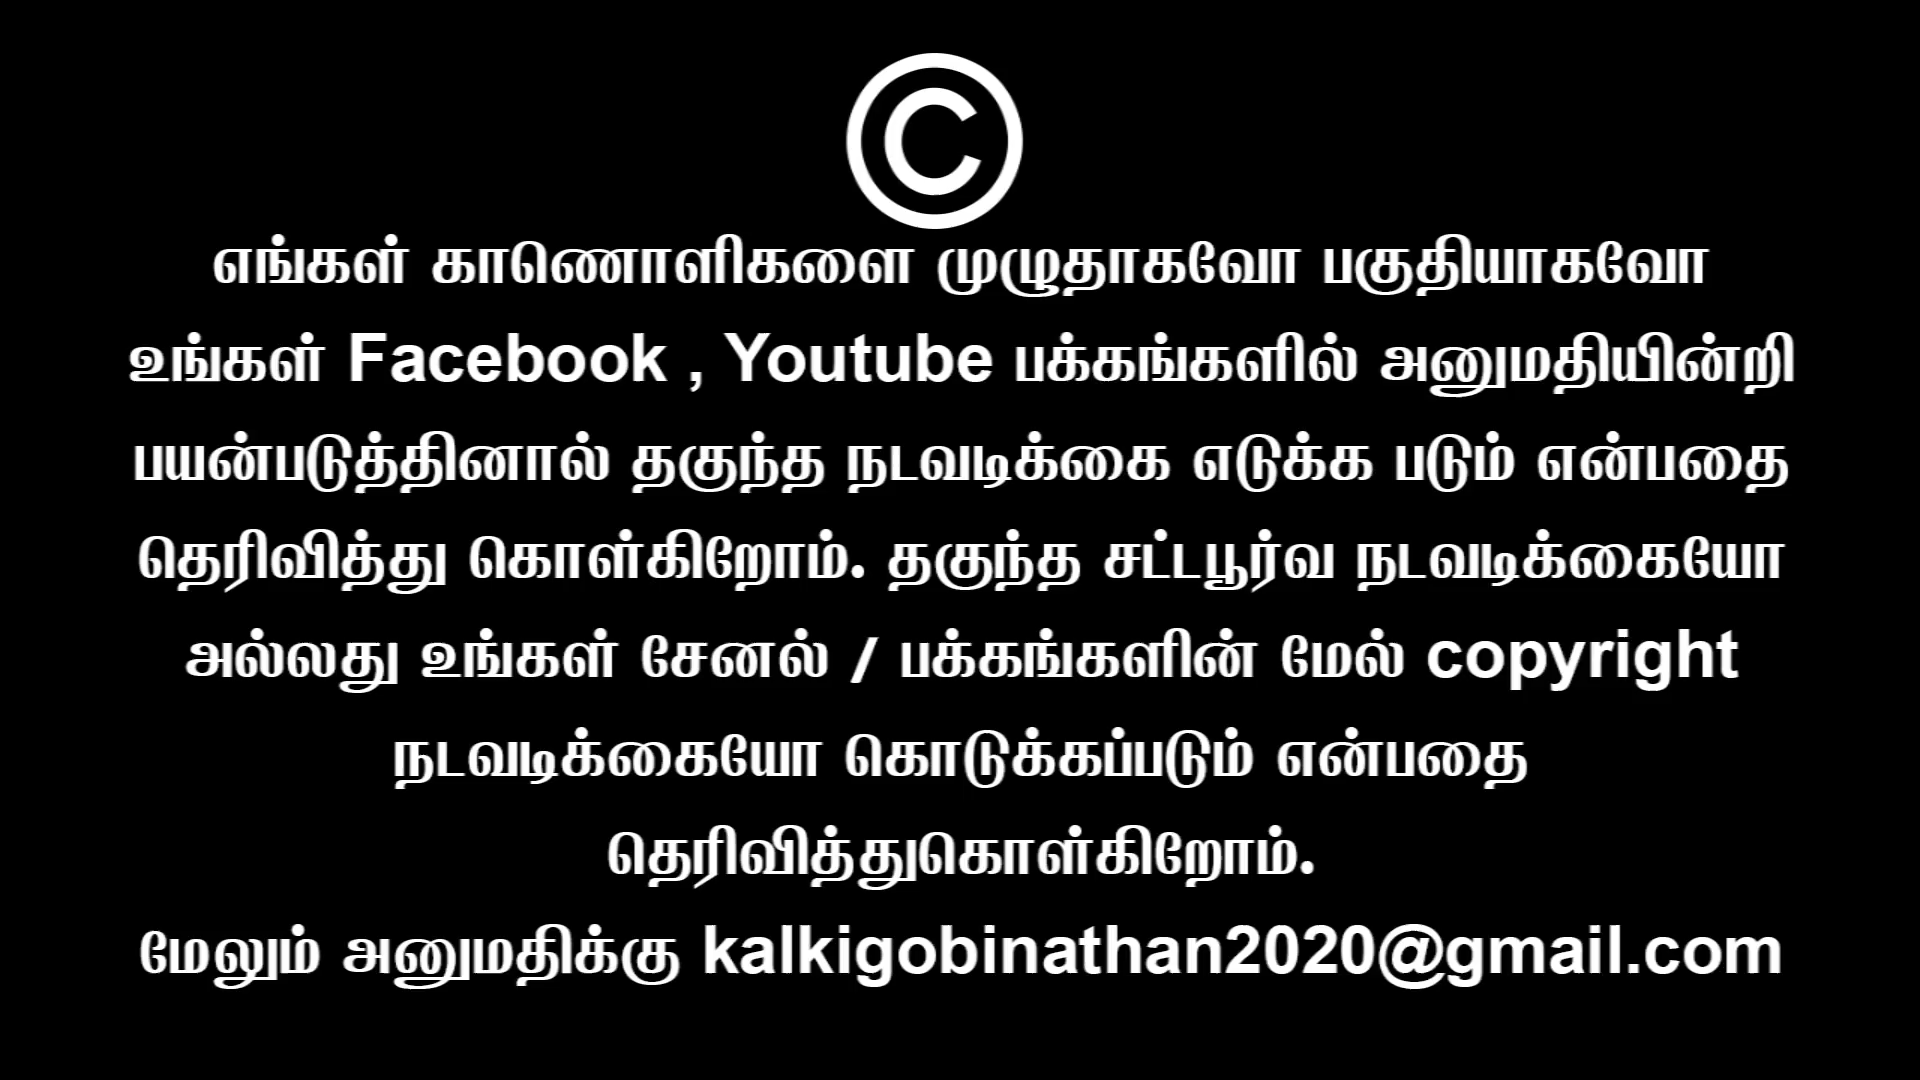 ©
எங்கள் காணொளிகளை முழுதாகவோ பகுதியாகவோ
உங்கள் Facebook , Youtube பக்கங்களில் அனுமதியின்றி
பயன்படுத்தினால் தகுந்த நடவடிக்கை எடுக்க படும் என்பதை
தெரிவித்து கொள்கிறோம். தகுந்த சட்டபூர்வ நடவடிக்கையோ
அல்லது உங்கள் சேனல் / பக்கங்களின் மேல் copyright
நடவடிக்கையோ கொடுக்கப்படும் என்பதை
தெரிவித்துகொள்கிறோம்.
மேலும் அனுமதிக்கு kalkigobinathan2020@gmail.com